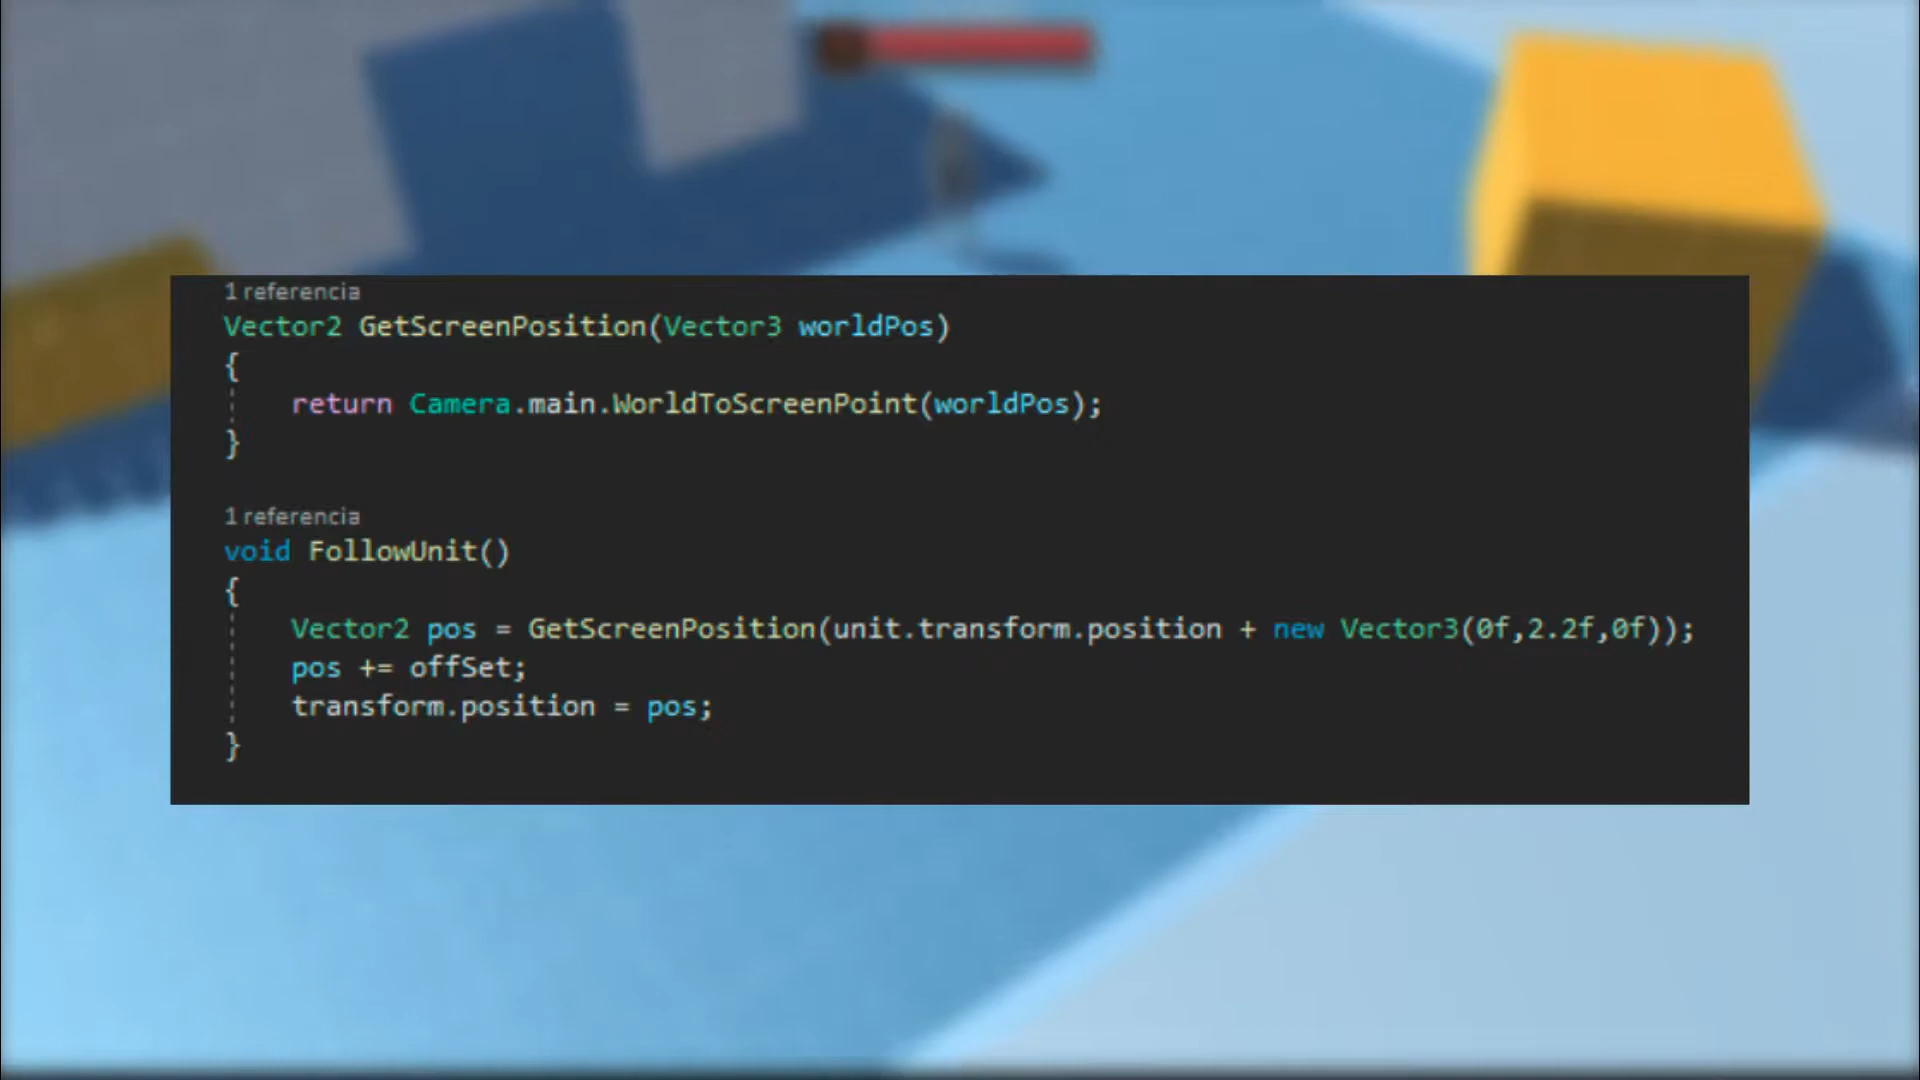 1 referencia
Vector2 GetScreenPosition(Vector3 worldPos)
{
return Camera.main.WorldToScreenPoint(worldPos);
}
1 referencia
void FollowUnit()
{
Vector2 pos = GetScreenPosition(unit.transform.position + new Vector3(0f,2.2f,0f));
pos += offSet;
transform.position = pos;
}